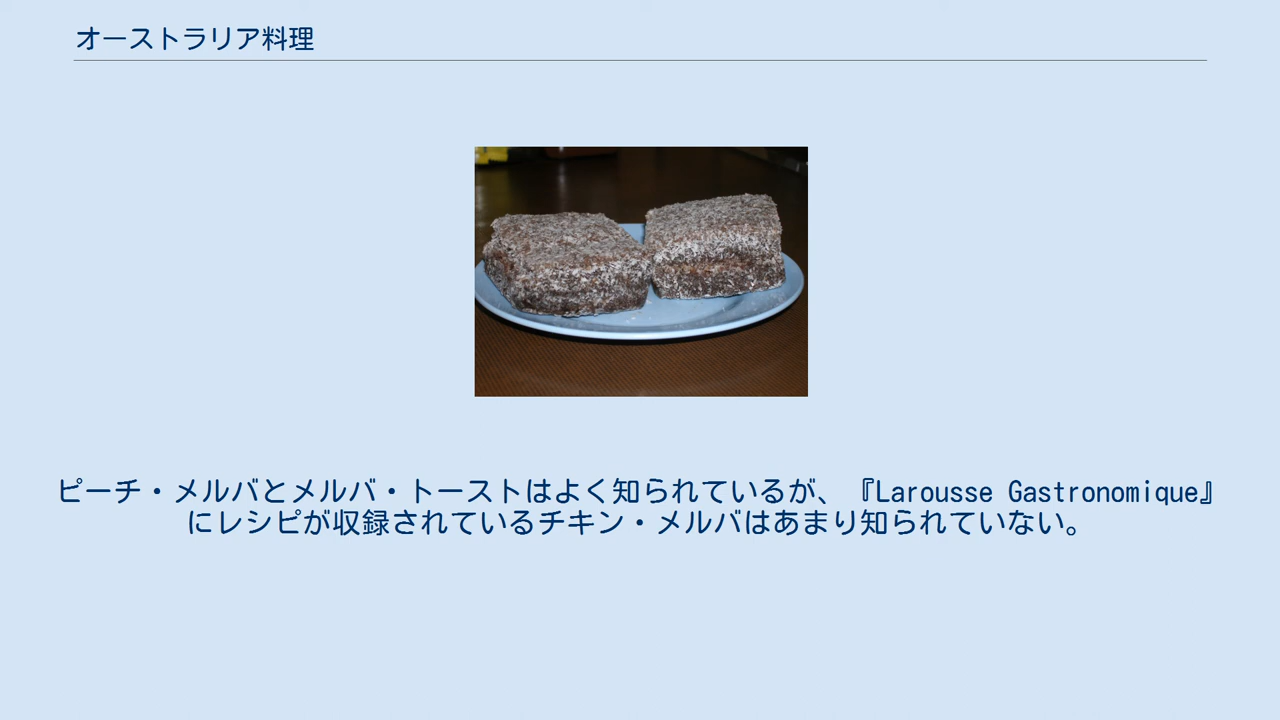 オーストラリア料理
ピーチ・メルバとメルバ・トーストはよく知られているが、『Larousse Gastronomique』
にレシピが収録されているチキン・メルバはあまり知られていない。